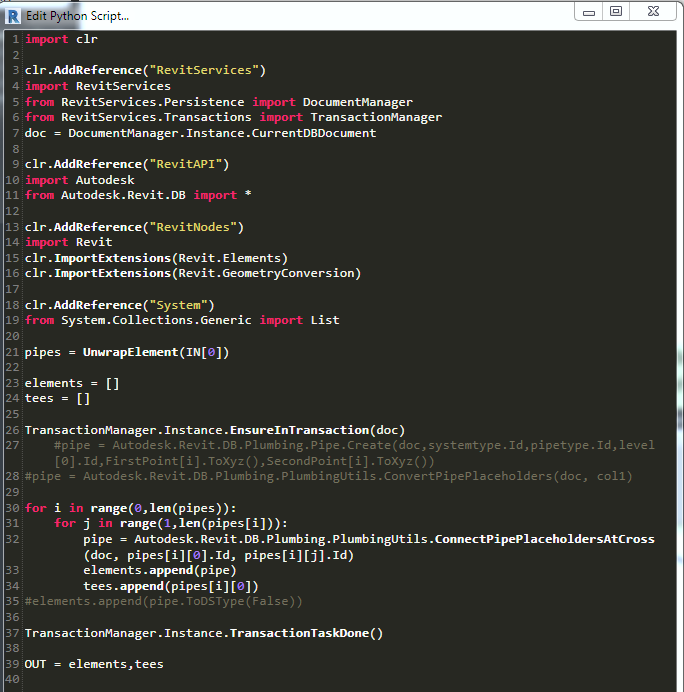 R Edit Python Script...
1 import clr
2
3 clr.AddReference("RevitServices")
4 import RevitServices
5 from RevitServices.Persistence import DocumentManager
6 from RevitServices.Transactions import TransactionManager
7 doc = DocumentManager.Instance.CurrentDBDocument
8
9 clr.AddReference("RevitAPI")
10 import Autodesk
11 from Autodesk.Revit.DB import *
12
13 clr.AddReference("RevitNodes")
14 import Revit
15 clr.ImportExtensions(Revit.Elements)
16 clr.ImportExtensions(Revit.GeometryConversion)
17
18 clr.AddReference("System")
19 from System.Collections.Generic import List
20
21 pipes = UnwrapElement(IN[0])
22
23 elements = []
24 tees = []
25
26 TransactionManager.Instance.EnsureInTransaction(doc)
27     #pipe = Autodesk.Revit.DB.Plumbing.Pipe.Create(doc,systemtype.Id,pipetype.Id,level
[0].Id,FirstPoint[i].ToXyz(),SecondPoint[i].ToXyz())
28 #pipe = Autodesk.Revit.DB.Plumbing.PlumbingUtils.ConvertPipePlaceholders(doc, col1)
29
30 for i in range(0,len(pipes)):
31     for j in range(1,len(pipes[i])):
32         pipe = Autodesk.Revit.DB.Plumbing.PlumbingUtils.ConnectPipePlaceholdersAtCross
(doc, pipes[i][0].Id, pipes[i][j].Id)
33         elements.append(pipe)
34         tees.append(pipes[i][0])
35 #elements.append(pipe.ToDSType(False))
36
37 TransactionManager.Instance.TransactionTaskDone()
38
39 OUT = elements,tees
40